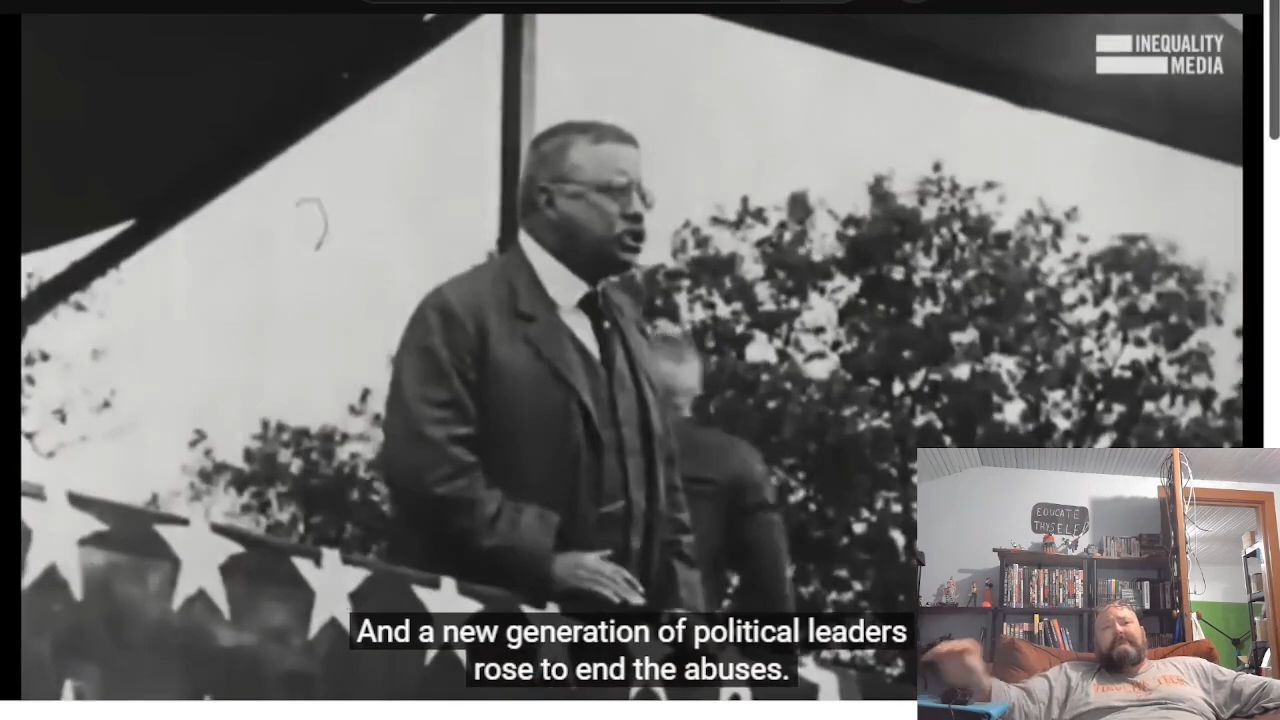 INEQUALITY
MEDIA
And a new generation of political leaders
rose to end the abuses.
EDUCATE
THYSELF